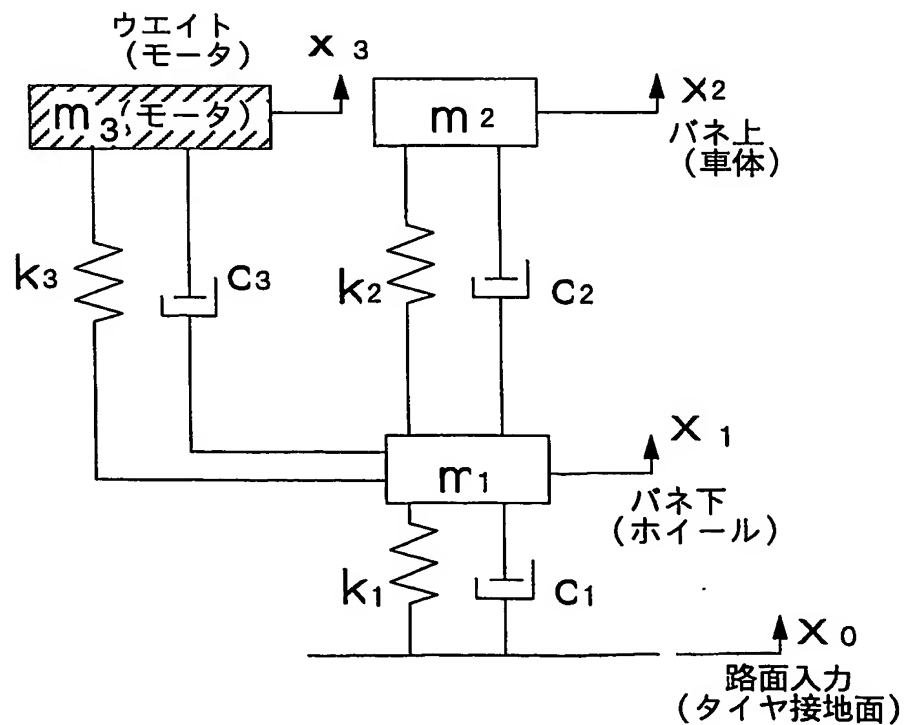 ウエイト
(モータ)
x 3
m 3(モータ)
m 2
x2
バネ上
(車体)
k3
c3
k2
c2
x 1
m1
バネ下
(ホイール)
k1
c1
x 0
路面入力
(タイヤ接地面)